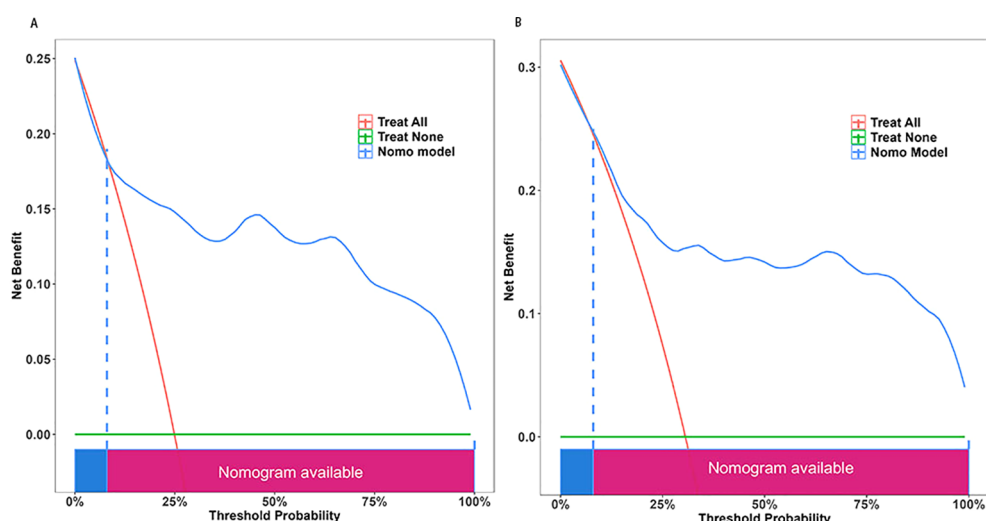 A
0.25
0.20
0.15
0.10
0.05
0.00
Net Benefit
Treat All
Treat None
Nomo model
Nomogram available
0%
25%
50%
75%
100%
Threshold Probability
B
0.3
0.2
0.1
0.0
Net Benefit
Treat All
Treat None
Nomo Model
Nomogram available
0%
25%
50%
75%
100%
Threshold Probability